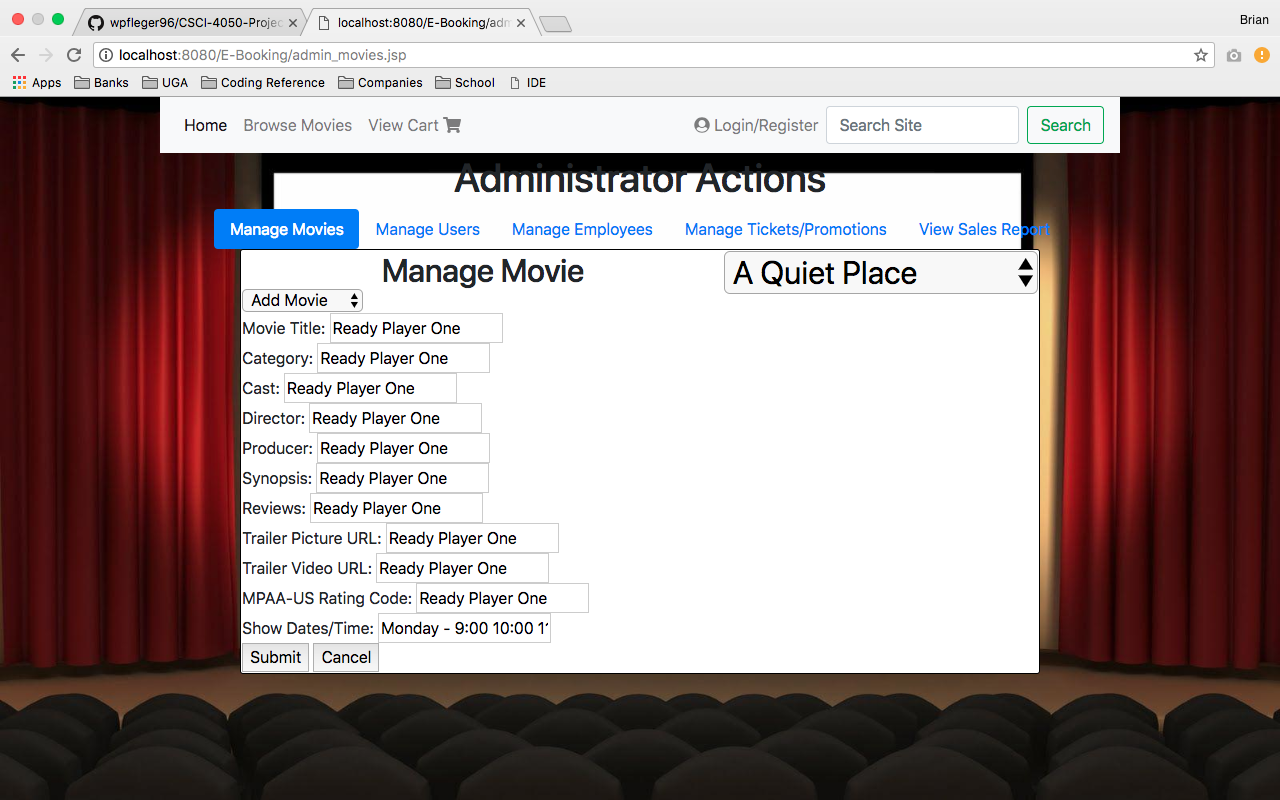 wpfleger96/CSCI-4050-Projec
localhost:8080/E-Booking/adm
Brian
localhost:8080/E-Booking/admin_movies.jsp
Apps Banks UGA Coding Reference Companies School IDE
Home Browse Movies View Cart Login/Register Search Site Search
Administrator Actions
Manage Movies Manage Users Manage Employees Manage Tickets/Promotions View Sales Report
Manage Movie A Quiet Place
Add Movie
Movie Title: Ready Player One
Category: Ready Player One
Cast: Ready Player One
Director: Ready Player One
Producer: Ready Player One
Synopsis: Ready Player One
Reviews: Ready Player One
Trailer Picture URL: Ready Player One
Trailer Video URL: Ready Player One
MPAA-US Rating Code: Ready Player One
Show Dates/Time: Monday - 9:00 10:00 1
Submit Cancel